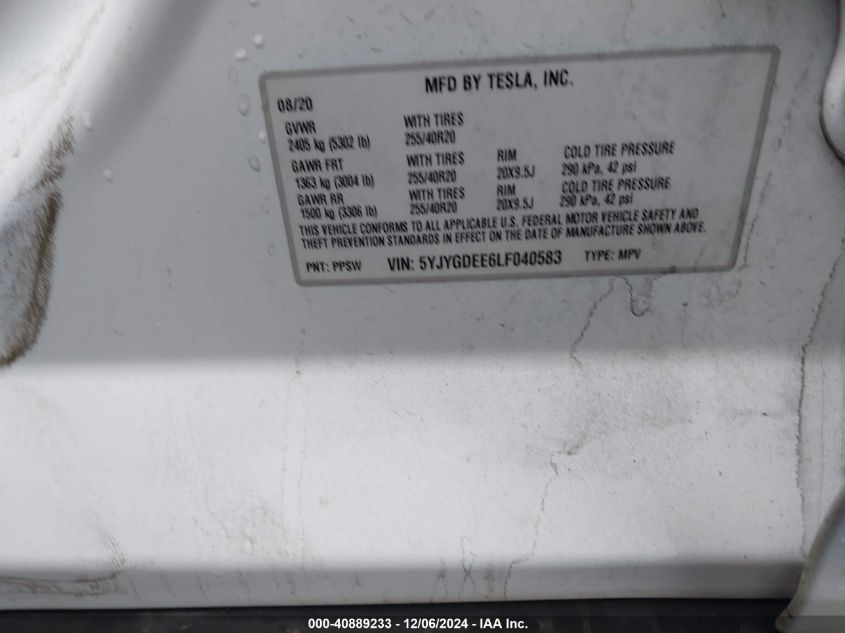 MFD BY TESLA, INC.
08/20
GVWR WITH TIRES
2405 kg (5302 lb) 255/40R20
GAWR FRT WITH TIRES RIM COLD TIRE PRESSURE
1363 kg (3004 lb) 255/40R20 20X9.5J 290 kPa, 42 psi
GAWR RR WITH TIRES RIM COLD TIRE PRESSURE
1500 kg (3306 lb) 255/40R20 20X9.5J 290 kPa, 42 psi
THIS VEHICLE CONFORMS TO ALL APPLICABLE U.S. FEDERAL MOTOR VEHICLE SAFETY AND
THEFT PREVENTION STANDARDS IN EFFECT ON THE DATE OF MANUFACTURE SHOWN ABOVE.
PNT: PPSW VIN: 5YJYGDEE6LF040583 TYPE: MPV
000-40889233 - 12/06/2024 - IAA Inc.